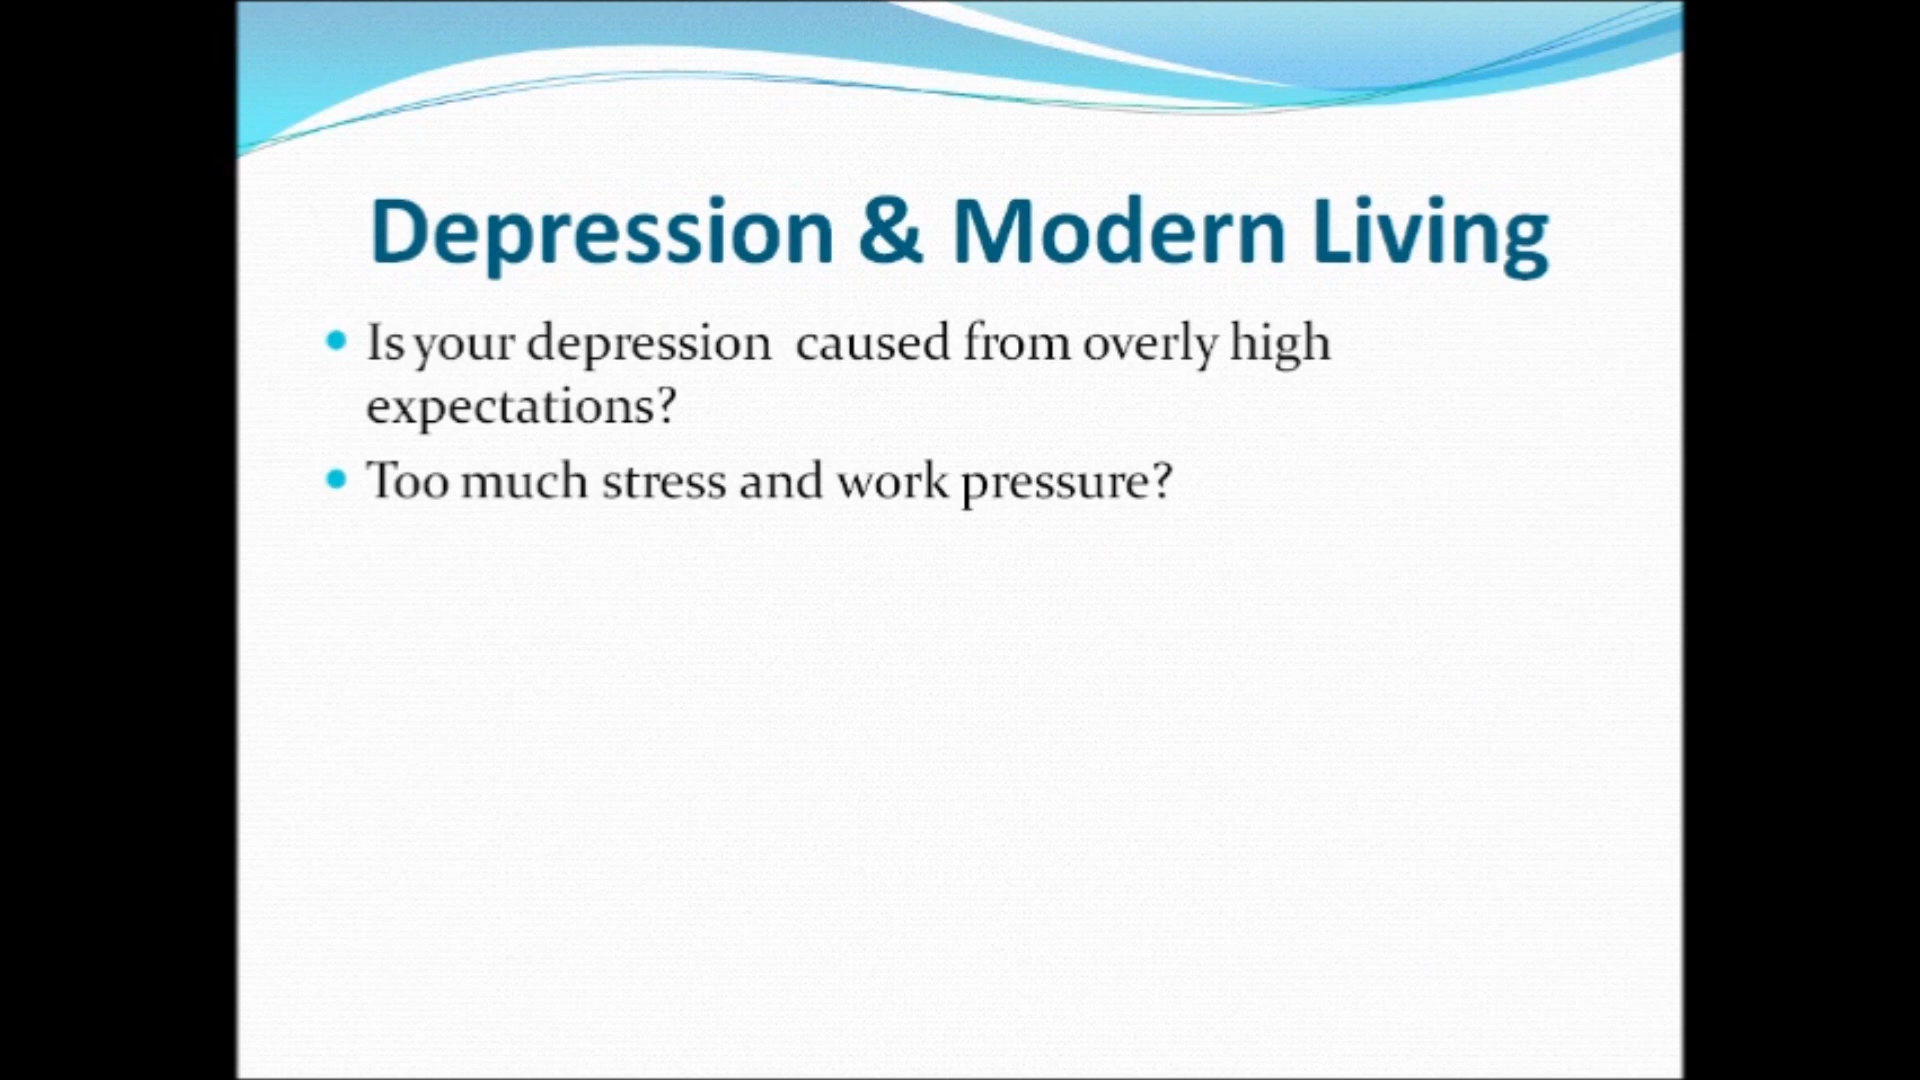 Depression & Modern Living
Is your depression  caused from overly high
expectations?
Too much stress and work pressure?